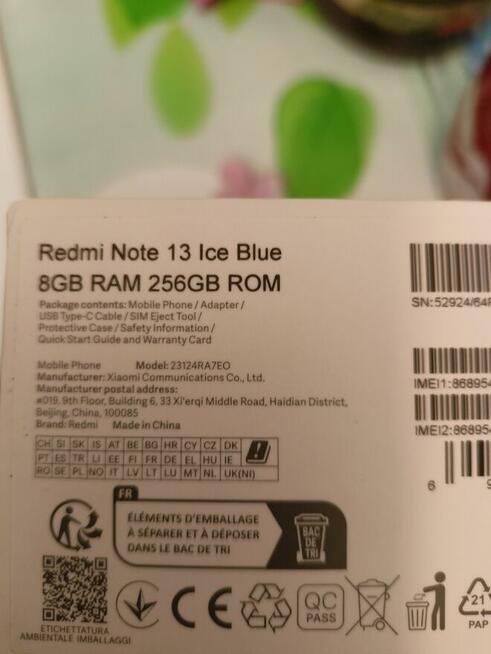 Redmi Note 13 Ice Blue
8GB RAM 256GB ROM
Package contents: Mobile Phone / Adapter /
USB Type-C Cable / SIM Eject Tool /
Protective Case / Safety Information /
Quick Start Guide and Warranty Card
Mobile Phone Model: 23124RA7EO
Manufacturer: Xiaomi Communications Co., Ltd.
Manufacturer postal address:
#019, 9th Floor, Building 6, 33 Xi'erqi Middle Road, Haidian District,
Beijing, China, 100085
Brand: Redmi Made in China
CH SI SK IS AT BE BG HR CY CZ DK
PT ES TR LI EE FI FR DE EL HU IE
RO SE PL NO IT LV LT LU MT NL UK(NI)
SN:52924/64
IMEI1:868954
IMEI2:868954
6
FR
ÉLÉMENTS D'EMBALLAGE
À SÉPARER ET À DÉPOSER
DANS LE BAC DE TRI
BAC
DE
TRI
ETICHETTATURA
AMBIENTALE IMBALLAGGI
CE
QC
PASS
21
PAP